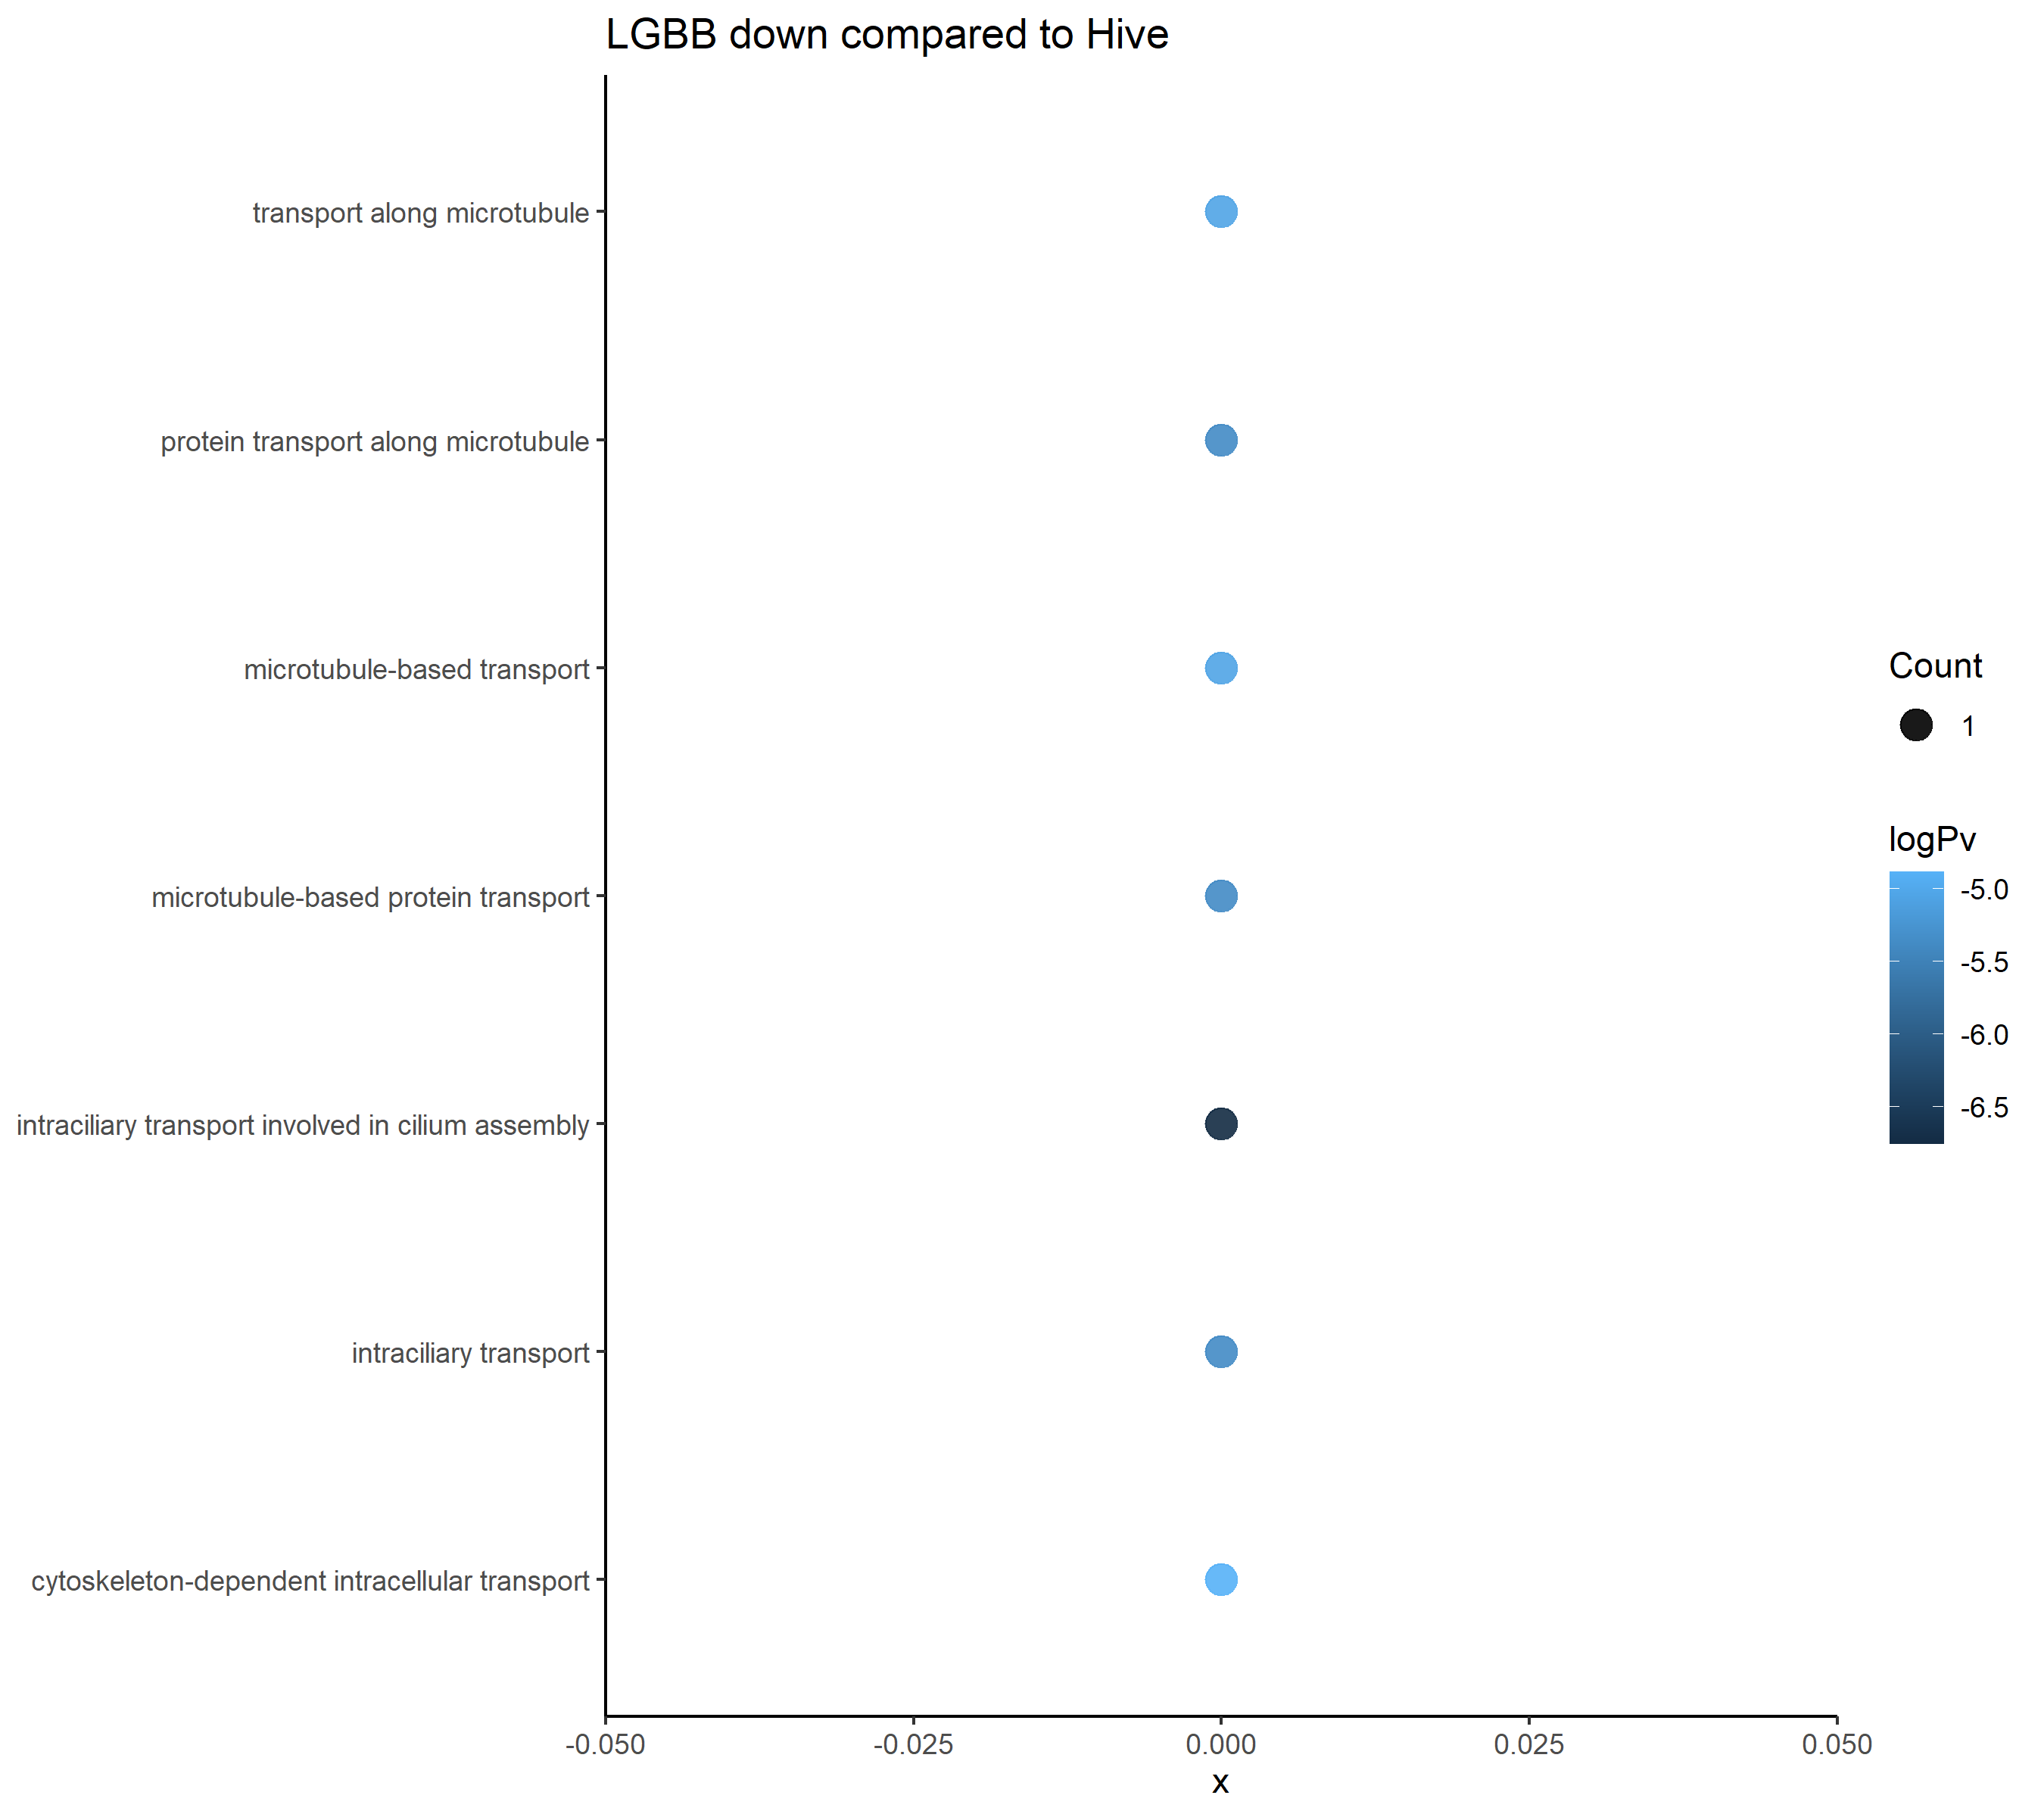 LGBB down compared to Hive
transport along microtubule
protein transport along microtubule
microtubule-based transport
microtubule-based protein transport
intraciliary transport involved in cilium assembly
intraciliary transport
cytoskeleton-dependent intracellular transport
-0.050 -0.025 0.000 0.025 0.050
x
Count
1
logPv
-5.0
-5.5
-6.0
-6.5